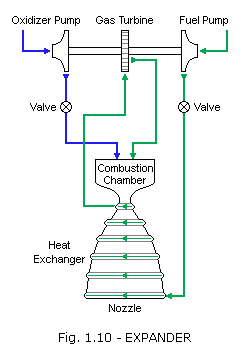 Oxidizer Pump Gas Turbine Fuel Pump
Valve Valve
Combustion
Chamber
Heat
Exchanger
Nozzle
Fig. 1.10 - EXPANDER